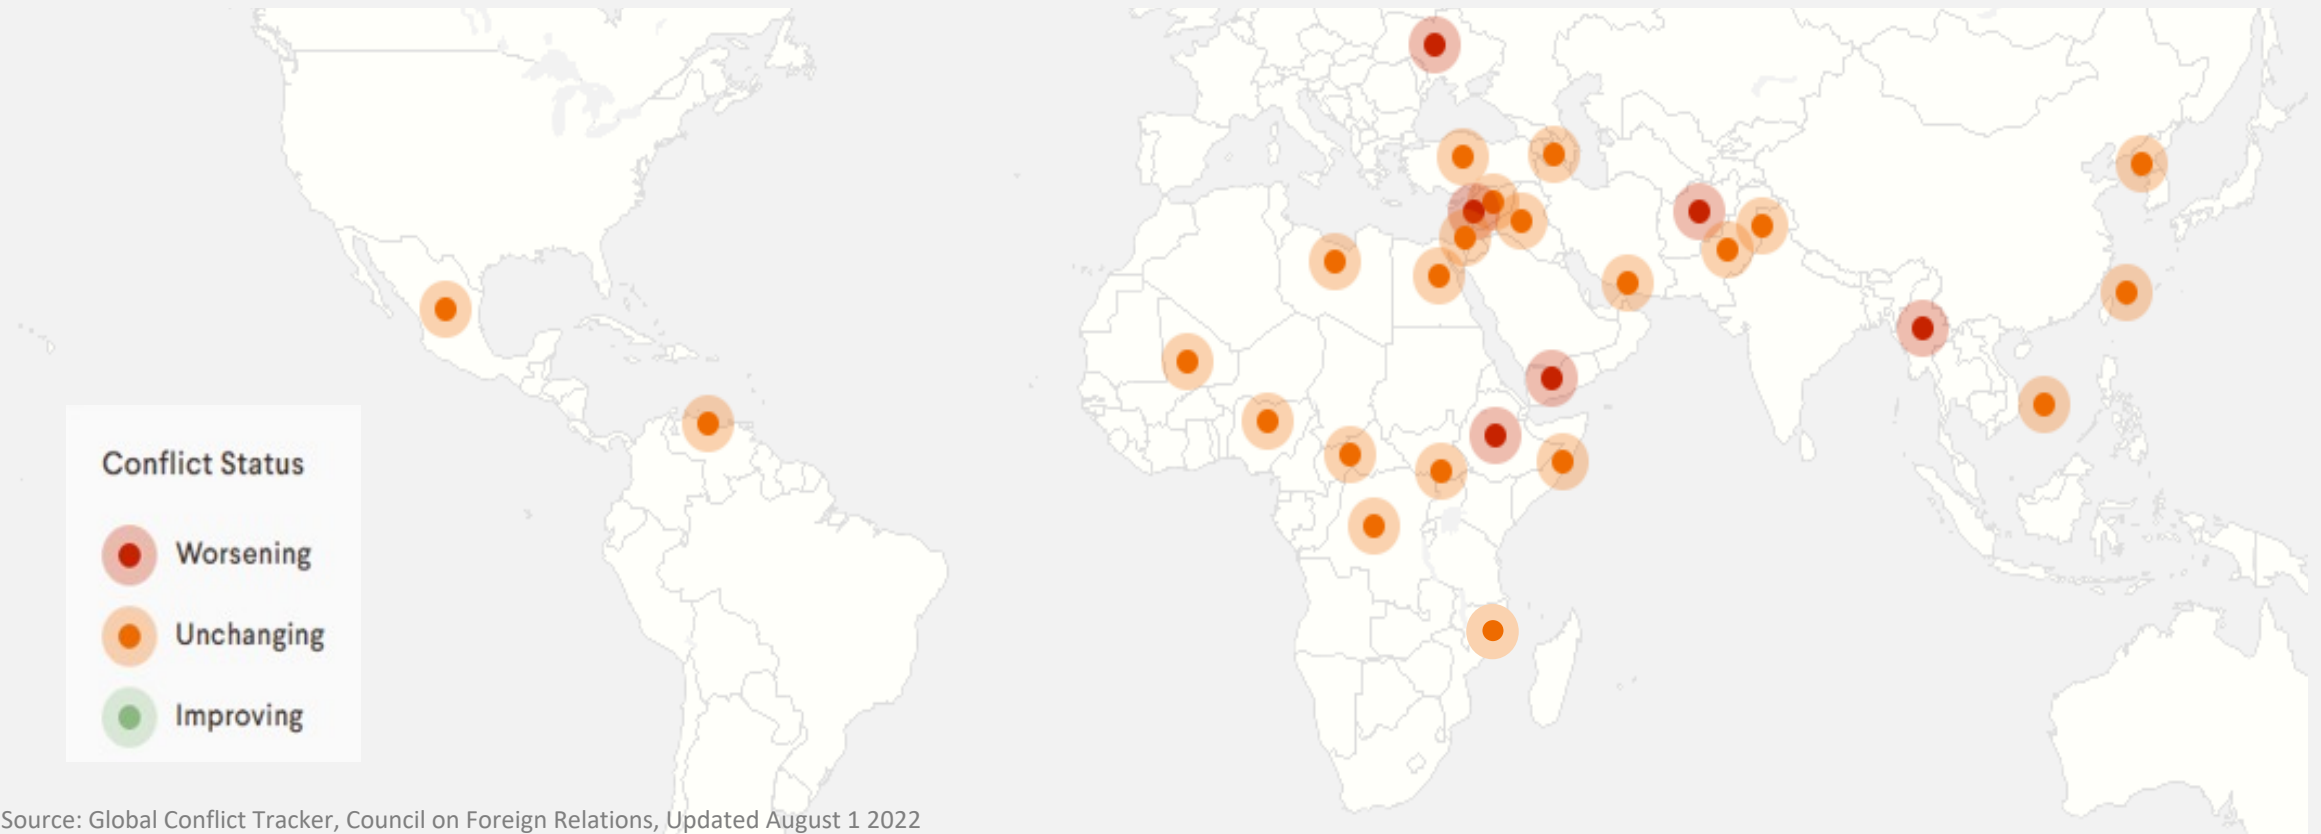 Conflict Status
Worsening
Unchanging
Improving
Source: Global Conflict Tracker, Council on Foreign Relations, Updated August 1 2022